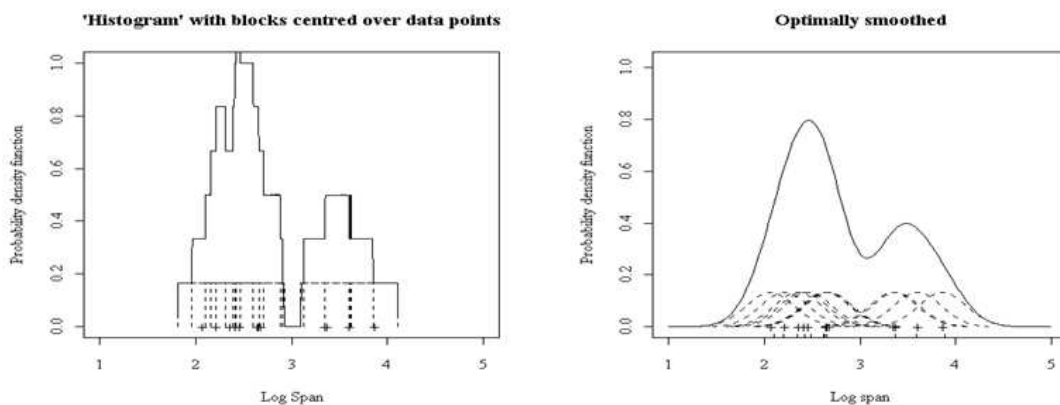 'Histogram' with blocks centred over data points
Probability density function
1.0
0.8
0.6
0.4
0.2
0.0
1 2 3 4 5
Log Span
Optimally smoothed
Probability density function
1.0
0.8
0.6
0.4
0.2
0.0
1 2 3 4 5
Log span